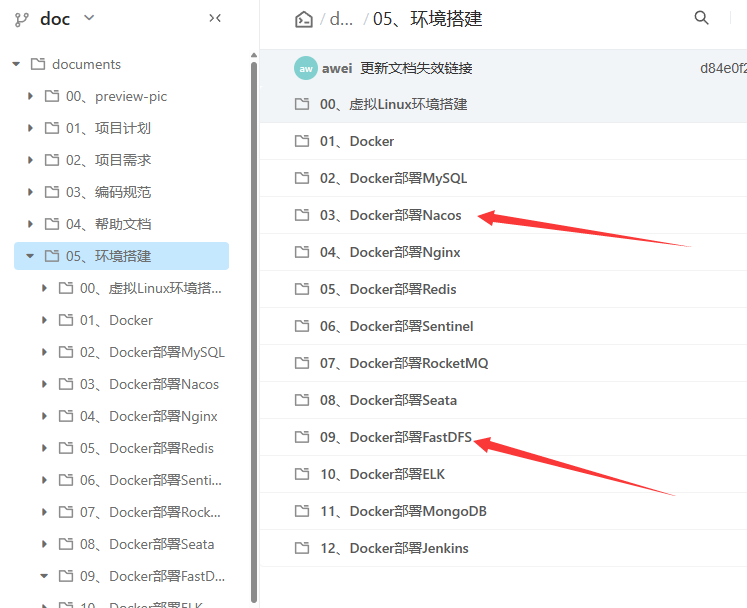 doc
documents
00、preview-pic
01、项目计划
02、项目需求
03、编码规范
04、帮助文档
05、环境搭建
00、虚拟Linux环境搭...
01、Docker
02、Docker部署MySQL
03、Docker部署Nacos
04、Docker部署Nginx
05、Docker部署Redis
06、Docker部署Senti...
07、Docker部署Rock...
08、Docker部署Seata
09、Docker部署FastD...
10、Docker部署ELK
/ d... / 05、环境搭建
aw awei 更新文档失效链接 d84e0f2
00、虚拟Linux环境搭建
01、Docker
02、Docker部署MySQL
03、Docker部署Nacos
04、Docker部署Nginx
05、Docker部署Redis
06、Docker部署Sentinel
07、Docker部署RocketMQ
08、Docker部署Seata
09、Docker部署FastDFS
10、Docker部署ELK
11、Docker部署MongoDB
12、Docker部署Jenkins